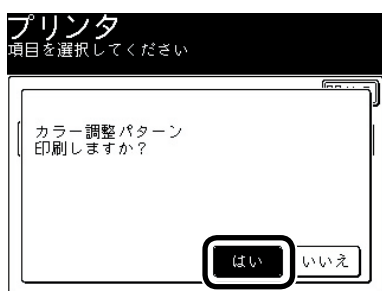 プリンタ
項目を選択してください
カラー調整パターン
印刷しますか?
はい
いいえ